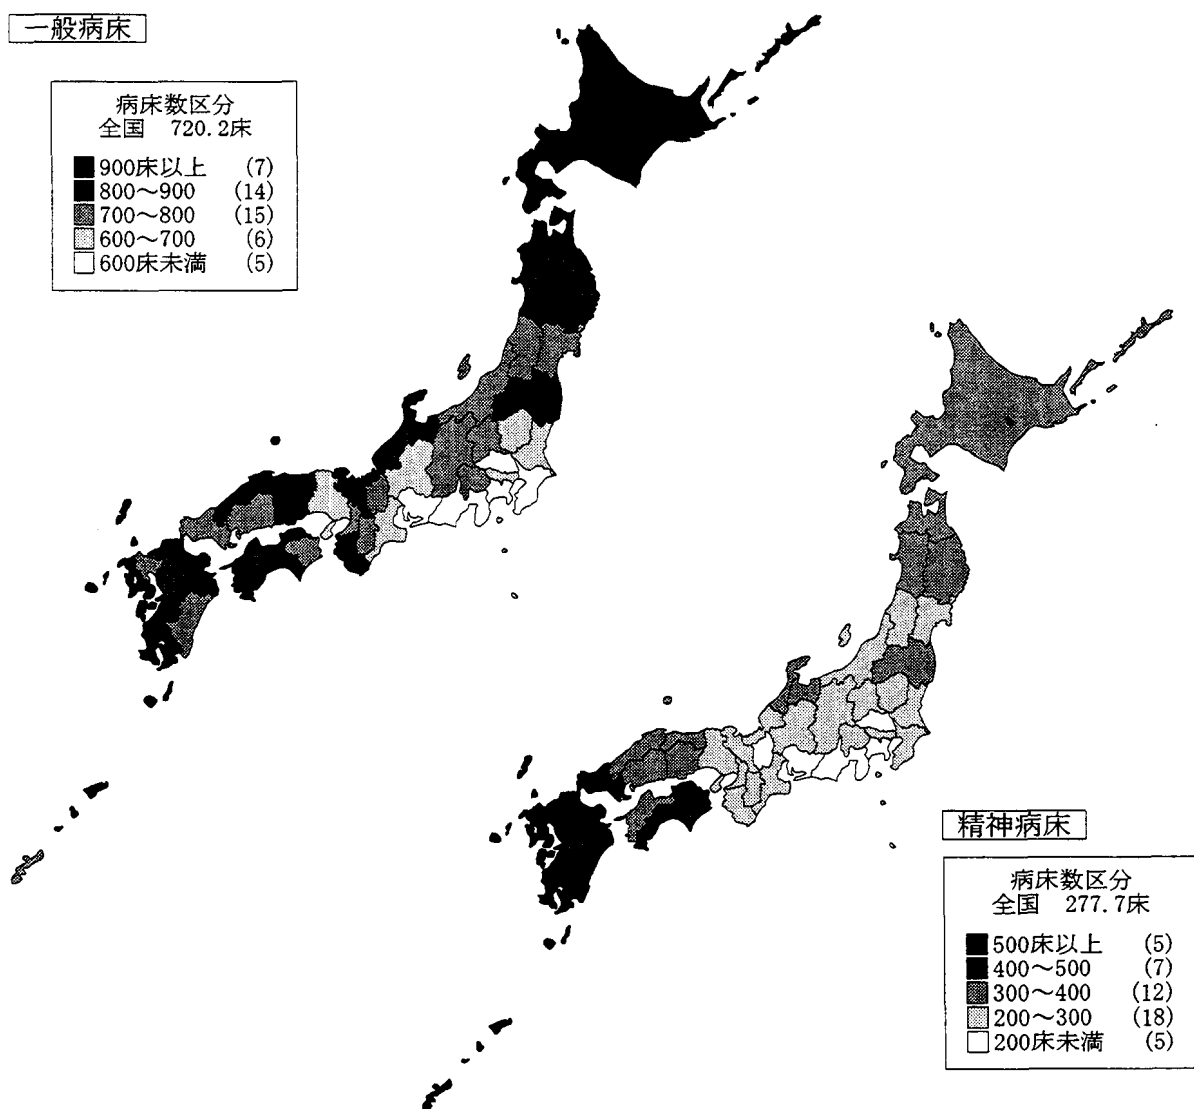 一般病床
病床数区分
全国 720.2床
900床以上 (7)
800～900 (14)
700～800 (15)
600～700 (6)
600床未満 (5)
精神病床
病床数区分
全国 277.7床
500床以上 (5)
400～500 (7)
300～400 (12)
200～300 (18)
200床未満 (5)